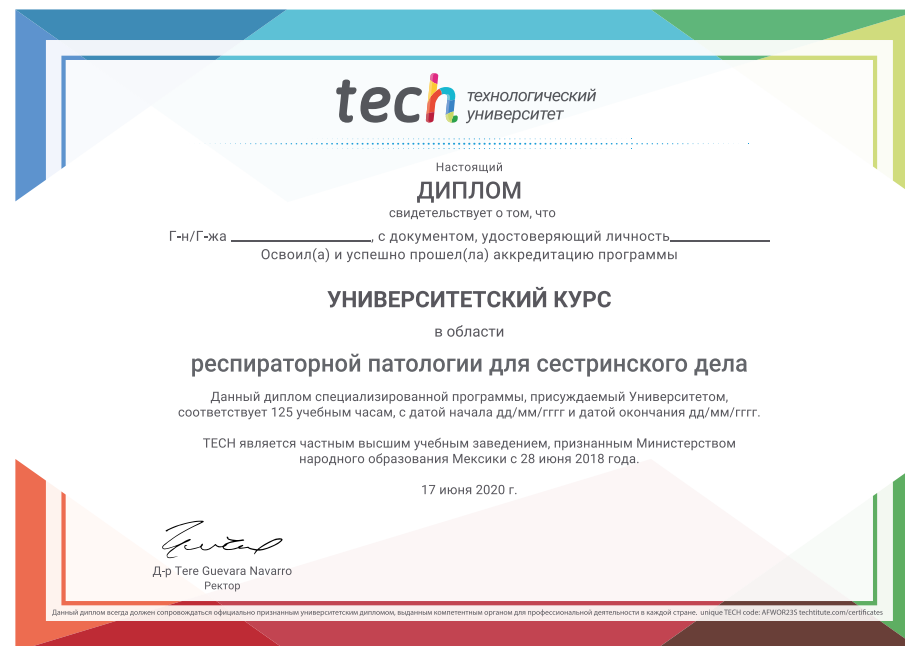 tech технологический
университет
Настоящий
ДИПЛОМ
свидетельствует о том, что
Г-н/Г-жа ____________________, с документом, удостоверяющий личность______________
Освоил(а) и успешно прошел(ла) аккредитацию программы
УНИВЕРСИТЕТСКИЙ КУРС
в области
респираторной патологии для сестринского дела
Данный диплом специализированной программы, присуждаемый Университетом,
соответствует 125 учебным часам, с датой начала дд/мм/гггг и датой окончания дд/мм/гггг.
TECH является частным высшим учебным заведением, признанным Министерством
народного образования Мексики с 28 июня 2018 года.
17 июня 2020 г.
Д-р Tere Guevara Navarro
Ректор
Данный диплом всегда должен сопровождаться официально признанным университетским дипломом, выданным компетентным органом для профессиональной деятельности в каждой стране. unique TECH code: AFWOR23S techtitute.com/certificates